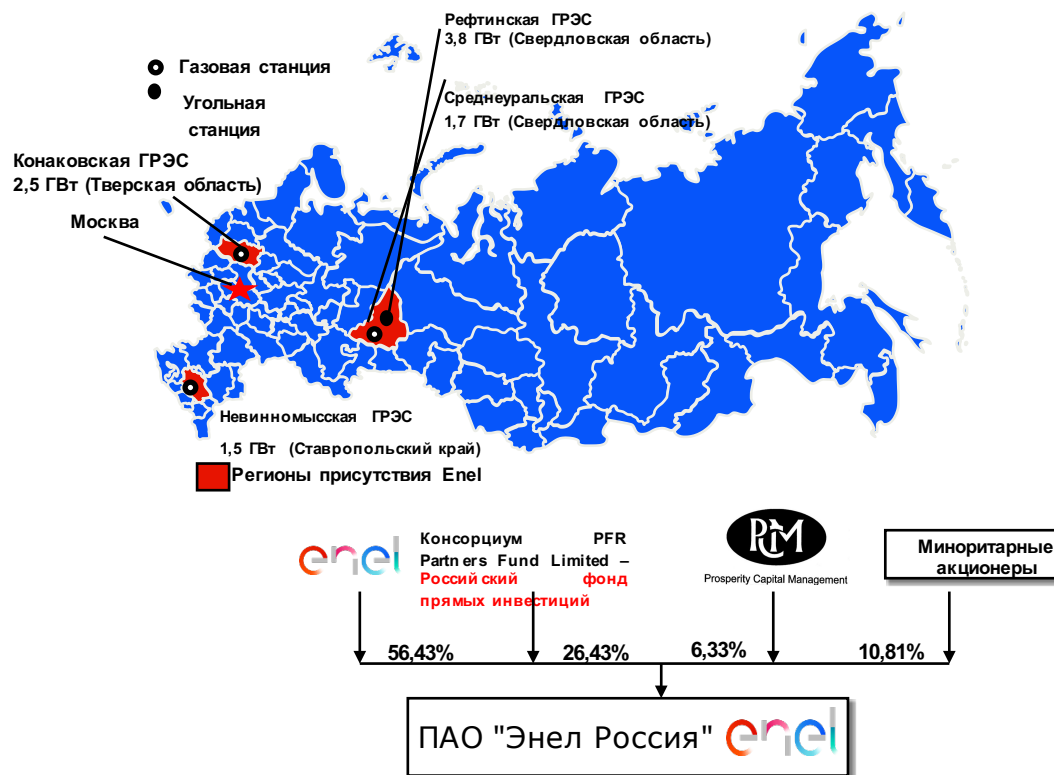 Рефтинская ГРЭС
3,8 ГВт (Свердловская область)
Газовая станция
Угольная
станция
Среднеуральская ГРЭС
1,7 ГВт (Свердловская область)
Конаковская ГРЭС
2,5 ГВт (Тверская область)
Москва
Невинномысская ГРЭС
1,5 ГВт (Ставропольский край)
Регионы присутствия Enel
enel
Консорциум PFR
Partners Fund Limited –
Российский фонд
прямых инвестиций
PCM
Prosperity Capital Management
Миноритарные
акционеры
56,43%
26,43%
6,33%
10,81%
ПАО "Энел Россия" enel